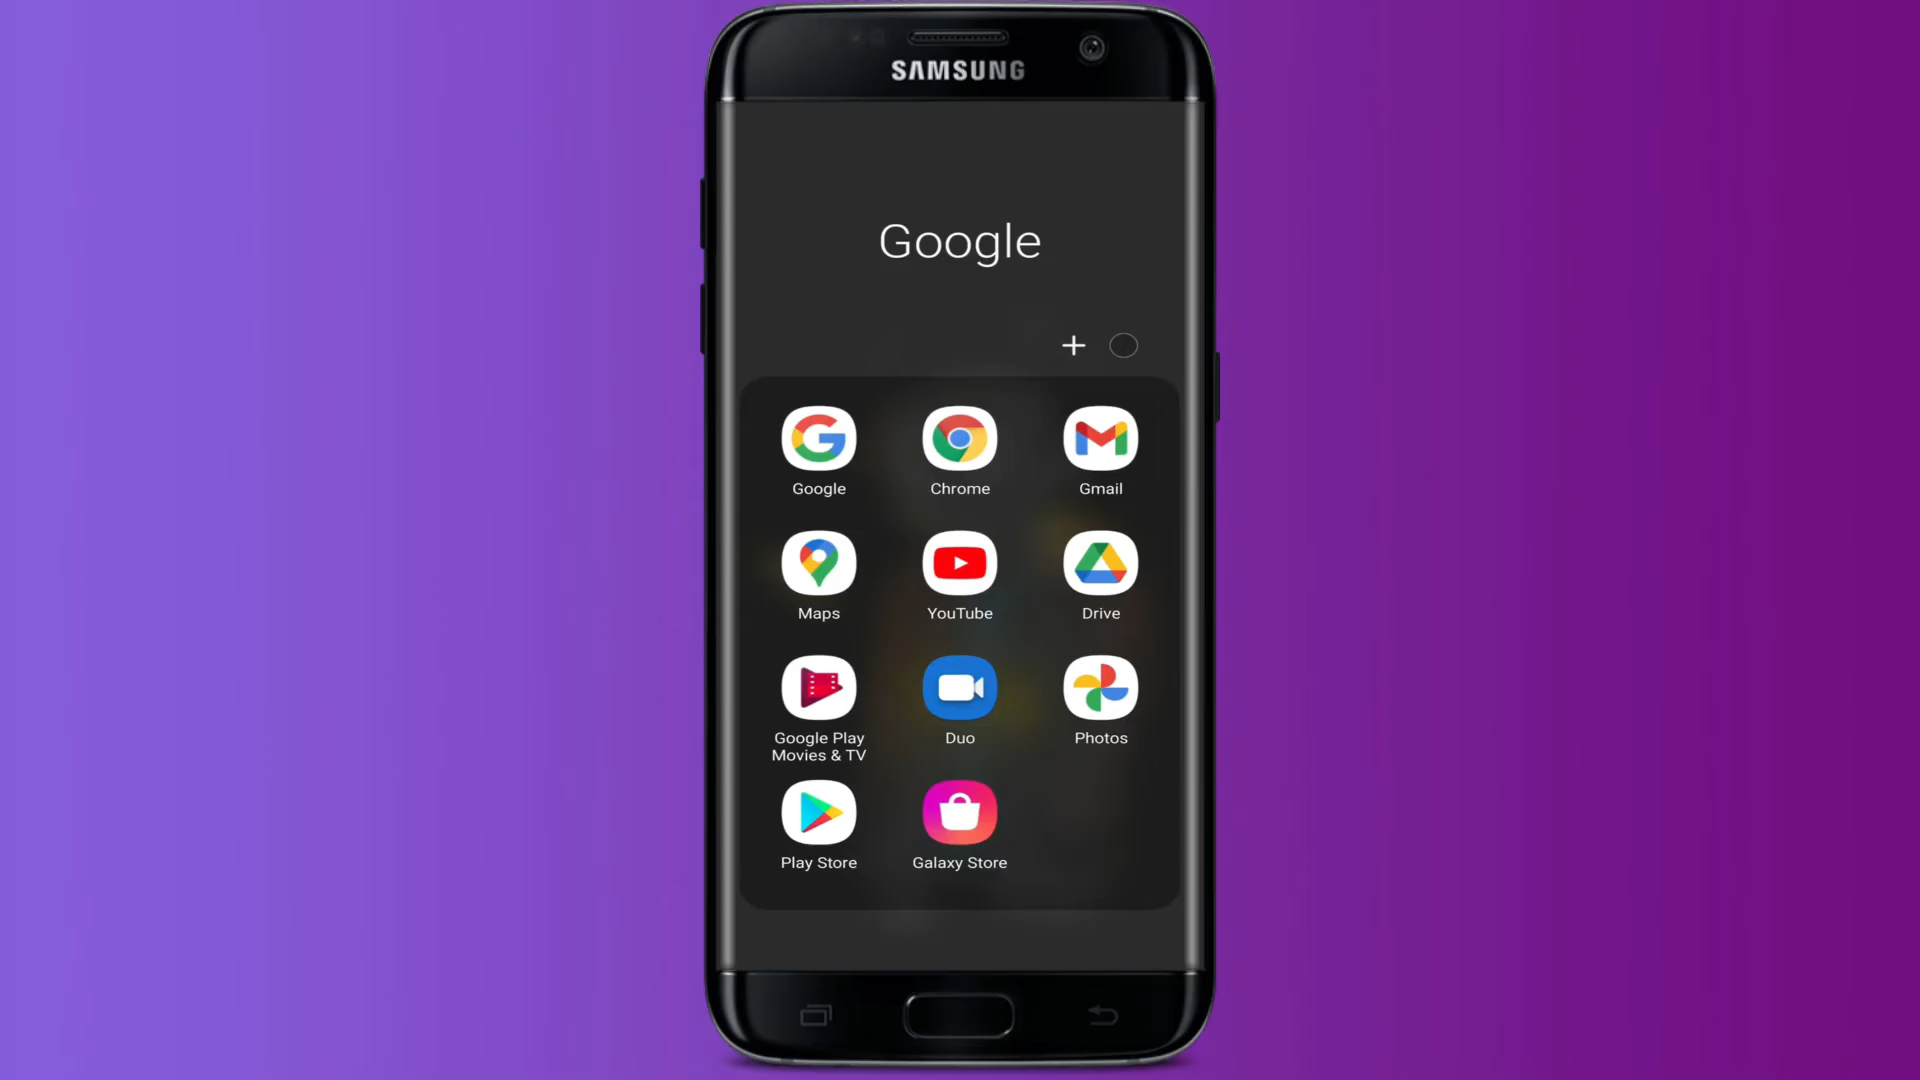 SAMSUNG
Google
Google
Chrome
Gmail
Maps
YouTube
Drive
Google Play
Movies & TV
Duo
Photos
Play Store
Galaxy Store